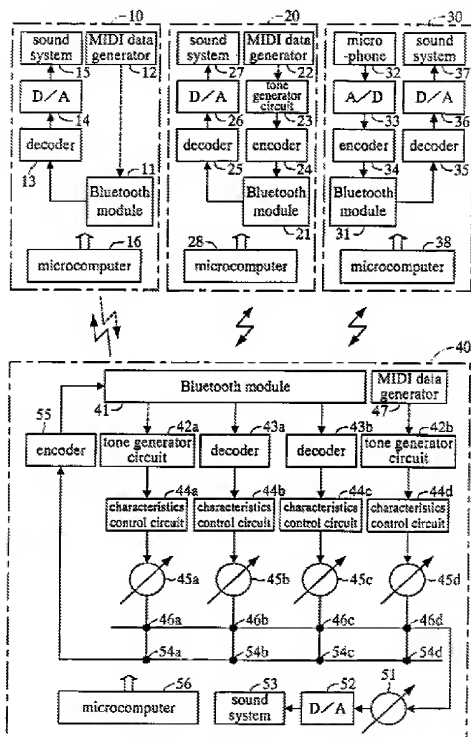 10
sound system
15
MIDI data generator
12
D/A
14
decoder
13
11
Bluetooth module
16
microcomputer
20
sound system
27
MIDI data generator
22
D/A
26
tone generator circuit
23
decoder
25
encoder
24
Bluetooth module
21
28
microcomputer
30
micro-phone
32
sound system
37
A/D
33
D/A
36
encoder
34
decoder
35
Bluetooth module
31
38
microcomputer
40
Bluetooth module
41
MIDI data generator
47
55
encoder
42a
tone generator circuit
43a
decoder
43b
decoder
42b
tone generator circuit
44a
characteristics control circuit
44b
characteristics control circuit
44c
characteristics control circuit
44d
characteristics control circuit
45a
45b
45c
45d
46a
46b
46c
46d
54a
54b
54c
54d
56
microcomputer
53
sound system
52
D/A
51